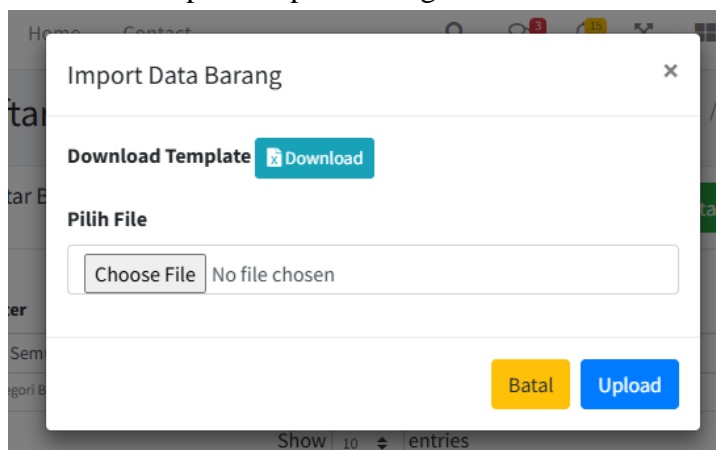 Home Contact 3 15
Import Data Barang ×
Download Template Download
Pilih File
Choose File No file chosen
Batal Upload
Show 10 entries